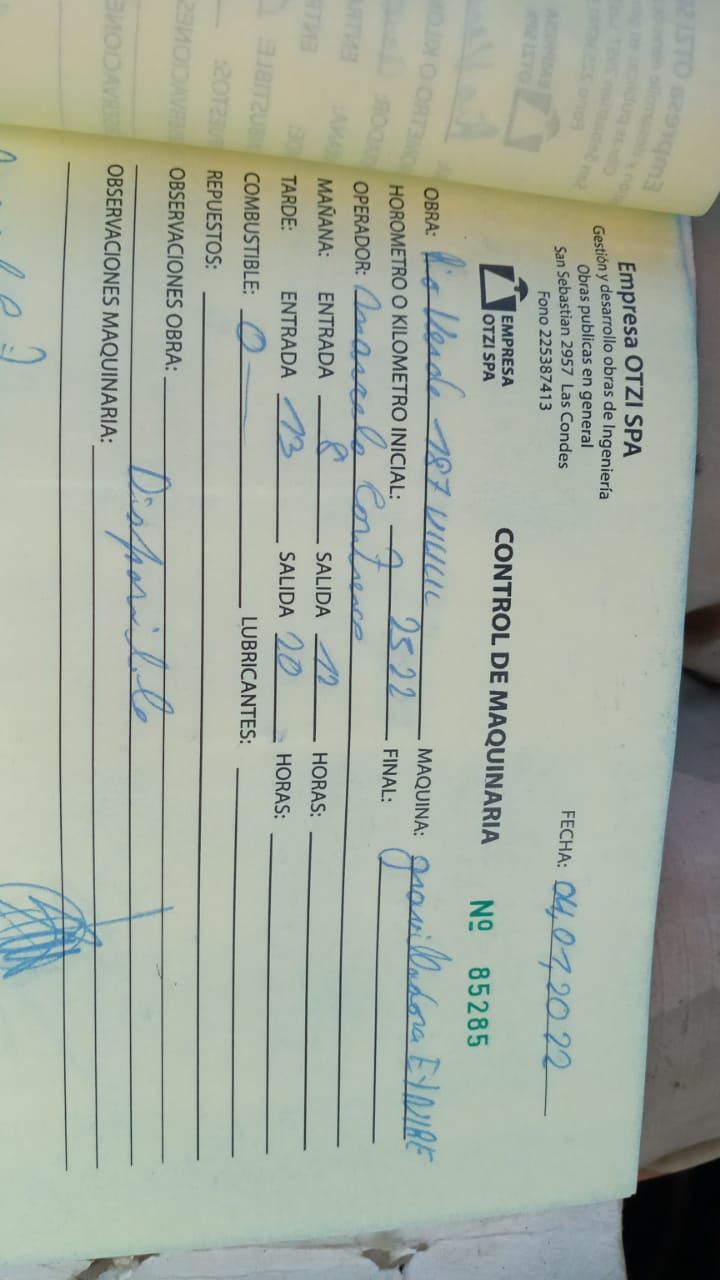 Empresa OTZI SPA
Gestión y desarrollo obras de Ingeniería
Obras publicas en general
San Sebastian 2957 Las Condes
Fono 225387413
FECHA: 04,01,2022
EMPRESA
OTZI SPA
CONTROL DE MAQUINARIA
Nº 85285
OBRA: Rio Verde 187 MAQUINA: gravilladora
HOROMETRO O KILOMETRO INICIAL: 2522 FINAL:
OPERADOR: Marcelo Contreras
MAÑANA: ENTRADA 8 SALIDA 12 HORAS:
TARDE: ENTRADA 13 SALIDA 20 HORAS:
COMBUSTIBLE: 0 LUBRICANTES:
REPUESTOS:
OBSERVACIONES OBRA:
Disponible
OBSERVACIONES MAQUINARIA: